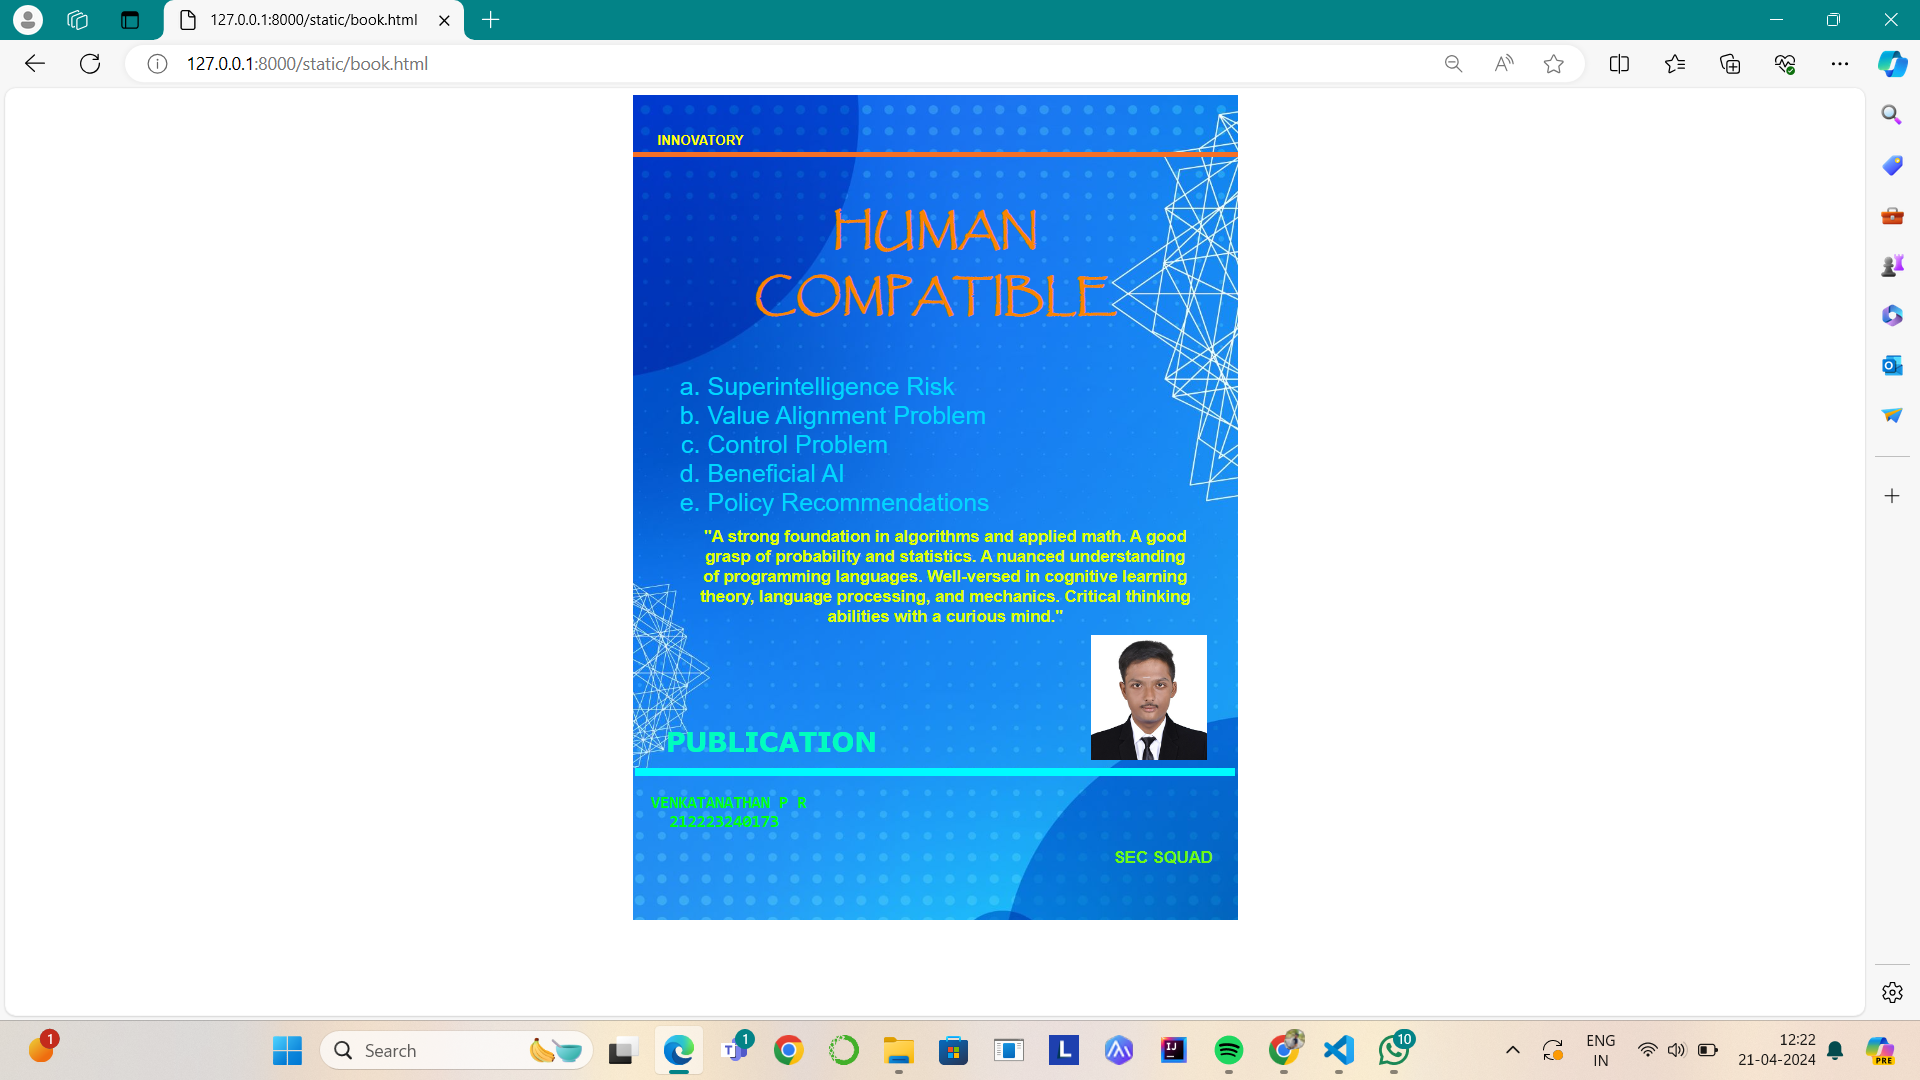 127.0.0.1:8000/static/book.html
127.0.0.1:8000/static/book.html
INNOVATORY
HUMAN
COMPATIBLE
a. Superintelligence Risk
b. Value Alignment Problem
c. Control Problem
d. Beneficial AI
e. Policy Recommendations
"A strong foundation in algorithms and applied math. A good
grasp of probability and statistics. A nuanced understanding
of programming languages. Well-versed in cognitive learning
theory, language processing, and mechanics. Critical thinking
abilities with a curious mind."
PUBLICATION
VENKATANATHAN P R
212223240173
SEC SQUAD
1
Search
1
10
ENG
IN
12:22
21-04-2024
PRE